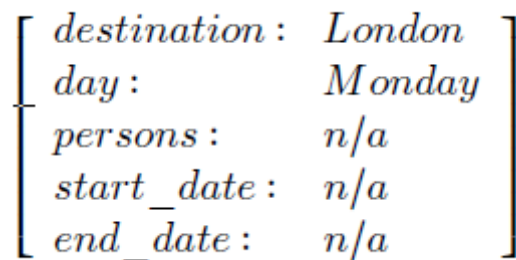 destination: London
day: Monday
persons: n/a
start_date: n/a
end_date: n/a